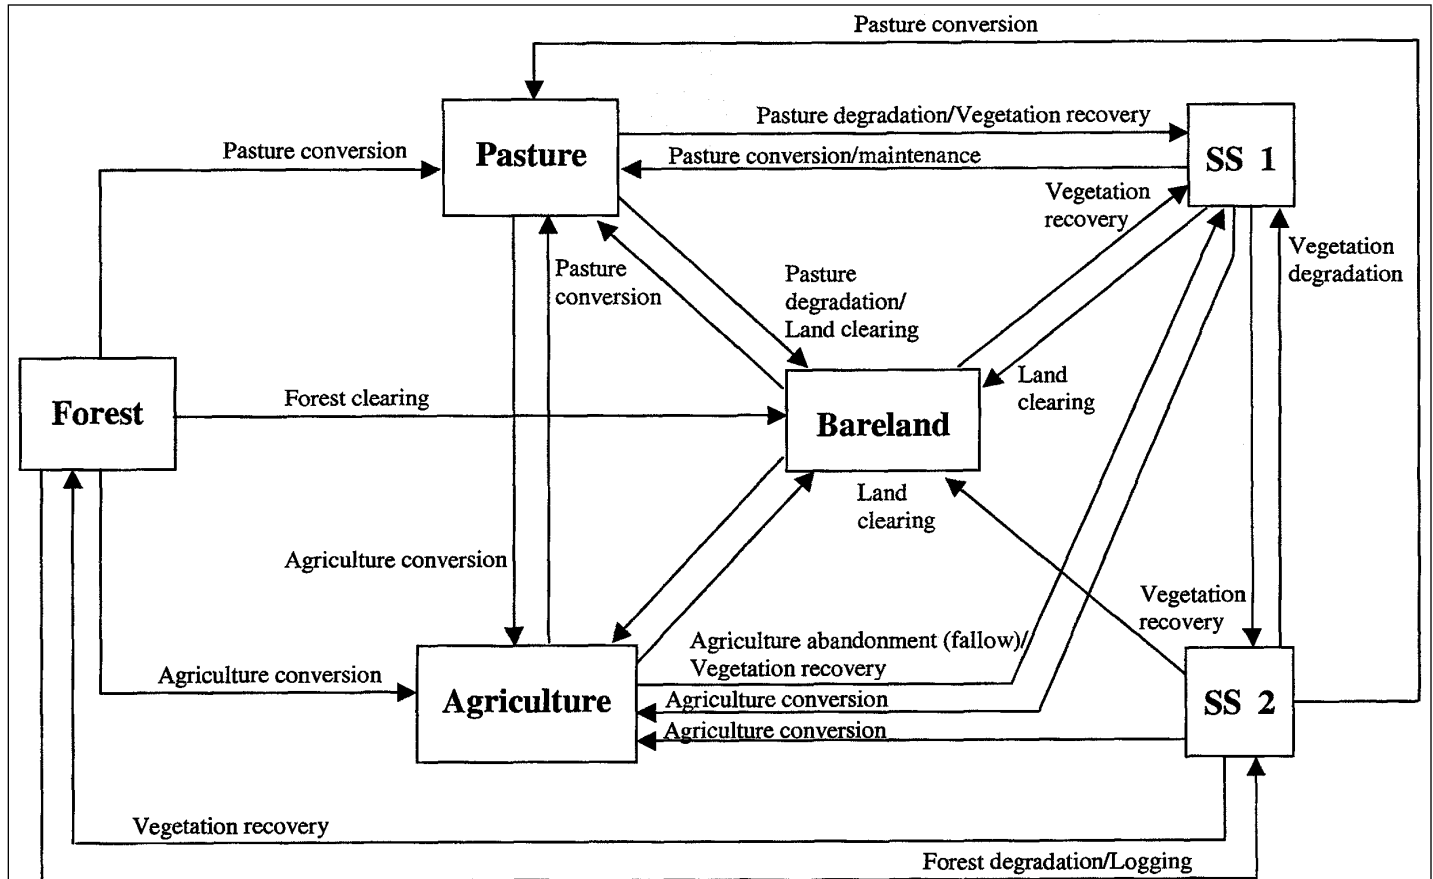 Pasture conversion
Pasture degradation/Vegetation recovery
Pasture
SS 1
Pasture conversion
Pasture conversion/maintenance
Vegetation
recovery
Vegetation
degradation
Pasture
conversion
Pasture
degradation/
Land clearing
Land
clearing
Forest
Forest clearing
Bareland
Land
clearing
Agriculture conversion
Vegetation
recovery
Agriculture abandonment (fallow)/
Vegetation recovery
Agriculture conversion
Agriculture
Agriculture conversion
SS 2
Agriculture conversion
Vegetation recovery
Forest degradation/Logging